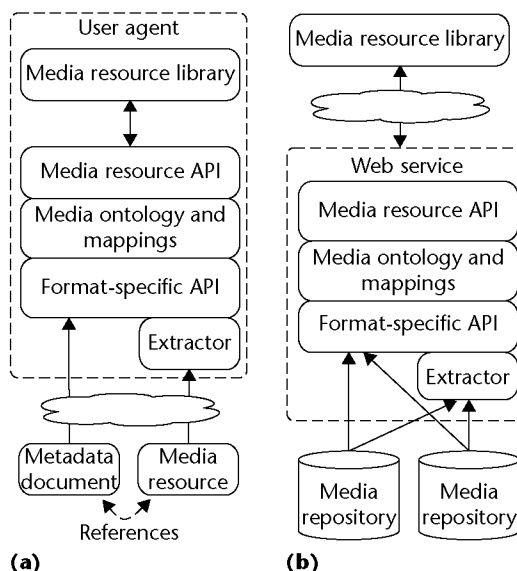 User agent
Media resource library
Media resource API
Media ontology and
mappings
Format-specific API
Extractor
Metadata
document
Media
resource
References
(a)
Media resource library
Web service
Media resource API
Media ontology and
mappings
Format-specific API
Extractor
Media
repository
Media
repository
(b)